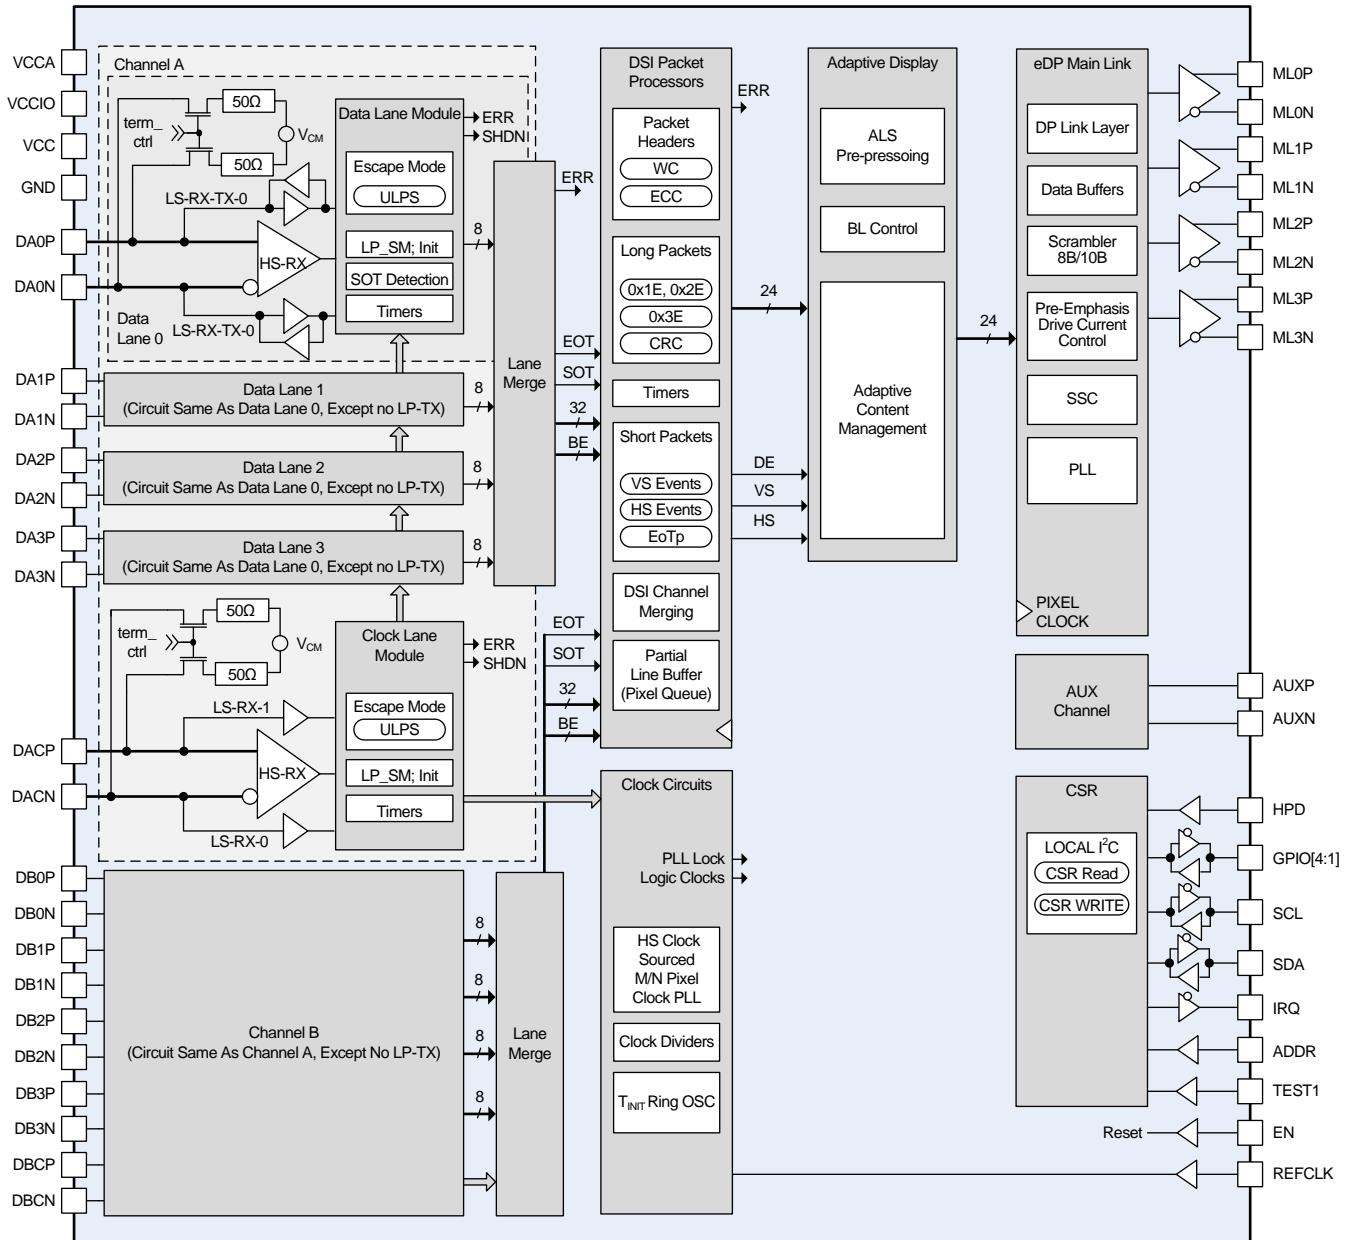 VCCA
VCCIO
VCC
GND
DA0P
DA0N
DA1P
DA1N
DA2P
DA2N
DA3P
DA3N
DACP
DACN
DB0P
DB0N
DB1P
DB1N
DB2P
DB2N
DB3P
DB3N
DBCP
DBCN
Channel A
50Ω
term_
ctrl
VCM
50Ω
LS-RX-TX-0
HS-RX
LS-RX-TX-0
Data
Lane 0
Data Lane Module
Escape Mode
ULPS
LP_SM; Init
SOT Detection
Timers
ERR
SHDN
8
Data Lane 1
(Circuit Same As Data Lane 0, Except no LP-TX)
8
Data Lane 2
(Circuit Same As Data Lane 0, Except no LP-TX)
8
Data Lane 3
(Circuit Same As Data Lane 0, Except no LP-TX)
8
50Ω
term_
ctrl
VCM
50Ω
LS-RX-1
HS-RX
LS-RX-0
Clock Lane
Module
Escape Mode
ULPS
LP_SM; Init
Timers
ERR
SHDN
Channel B
(Circuit Same As Channel A, Except No LP-TX)
8
8
8
8
Lane
Merge
Lane
Merge
ERR
EOT
SOT
32
BE
EOT
SOT
32
BE
DSI Packet
Processors
Packet
Headers
WC
ECC
Long Packets
0x1E, 0x2E
0x3E
CRC
Timers
Short Packets
VS Events
HS Events
EoTp
DSI Channel
Merging
Partial
Line Buffer
(Pixel Queue)
ERR
24
DE
VS
HS
Clock Circuits
PLL Lock
Logic Clocks
HS Clock
Sourced
M/N Pixel
Clock PLL
Clock Dividers
TINIT Ring OSC
Adaptive Display
ALS
Pre-pressoing
BL Control
Adaptive
Content
Management
24
eDP Main Link
DP Link Layer
Data Buffers
Scrambler
8B/10B
Pre-Emphasis
Drive Current
Control
SSC
PLL
PIXEL
CLOCK
AUX
Channel
CSR
LOCAL I²C
CSR Read
CSR WRITE
Reset
ML0P
ML0N
ML1P
ML1N
ML2P
ML2N
ML3P
ML3N
AUXP
AUXN
HPD
GPIO[4:1]
SCL
SDA
IRQ
ADDR
TEST1
EN
REFCLK